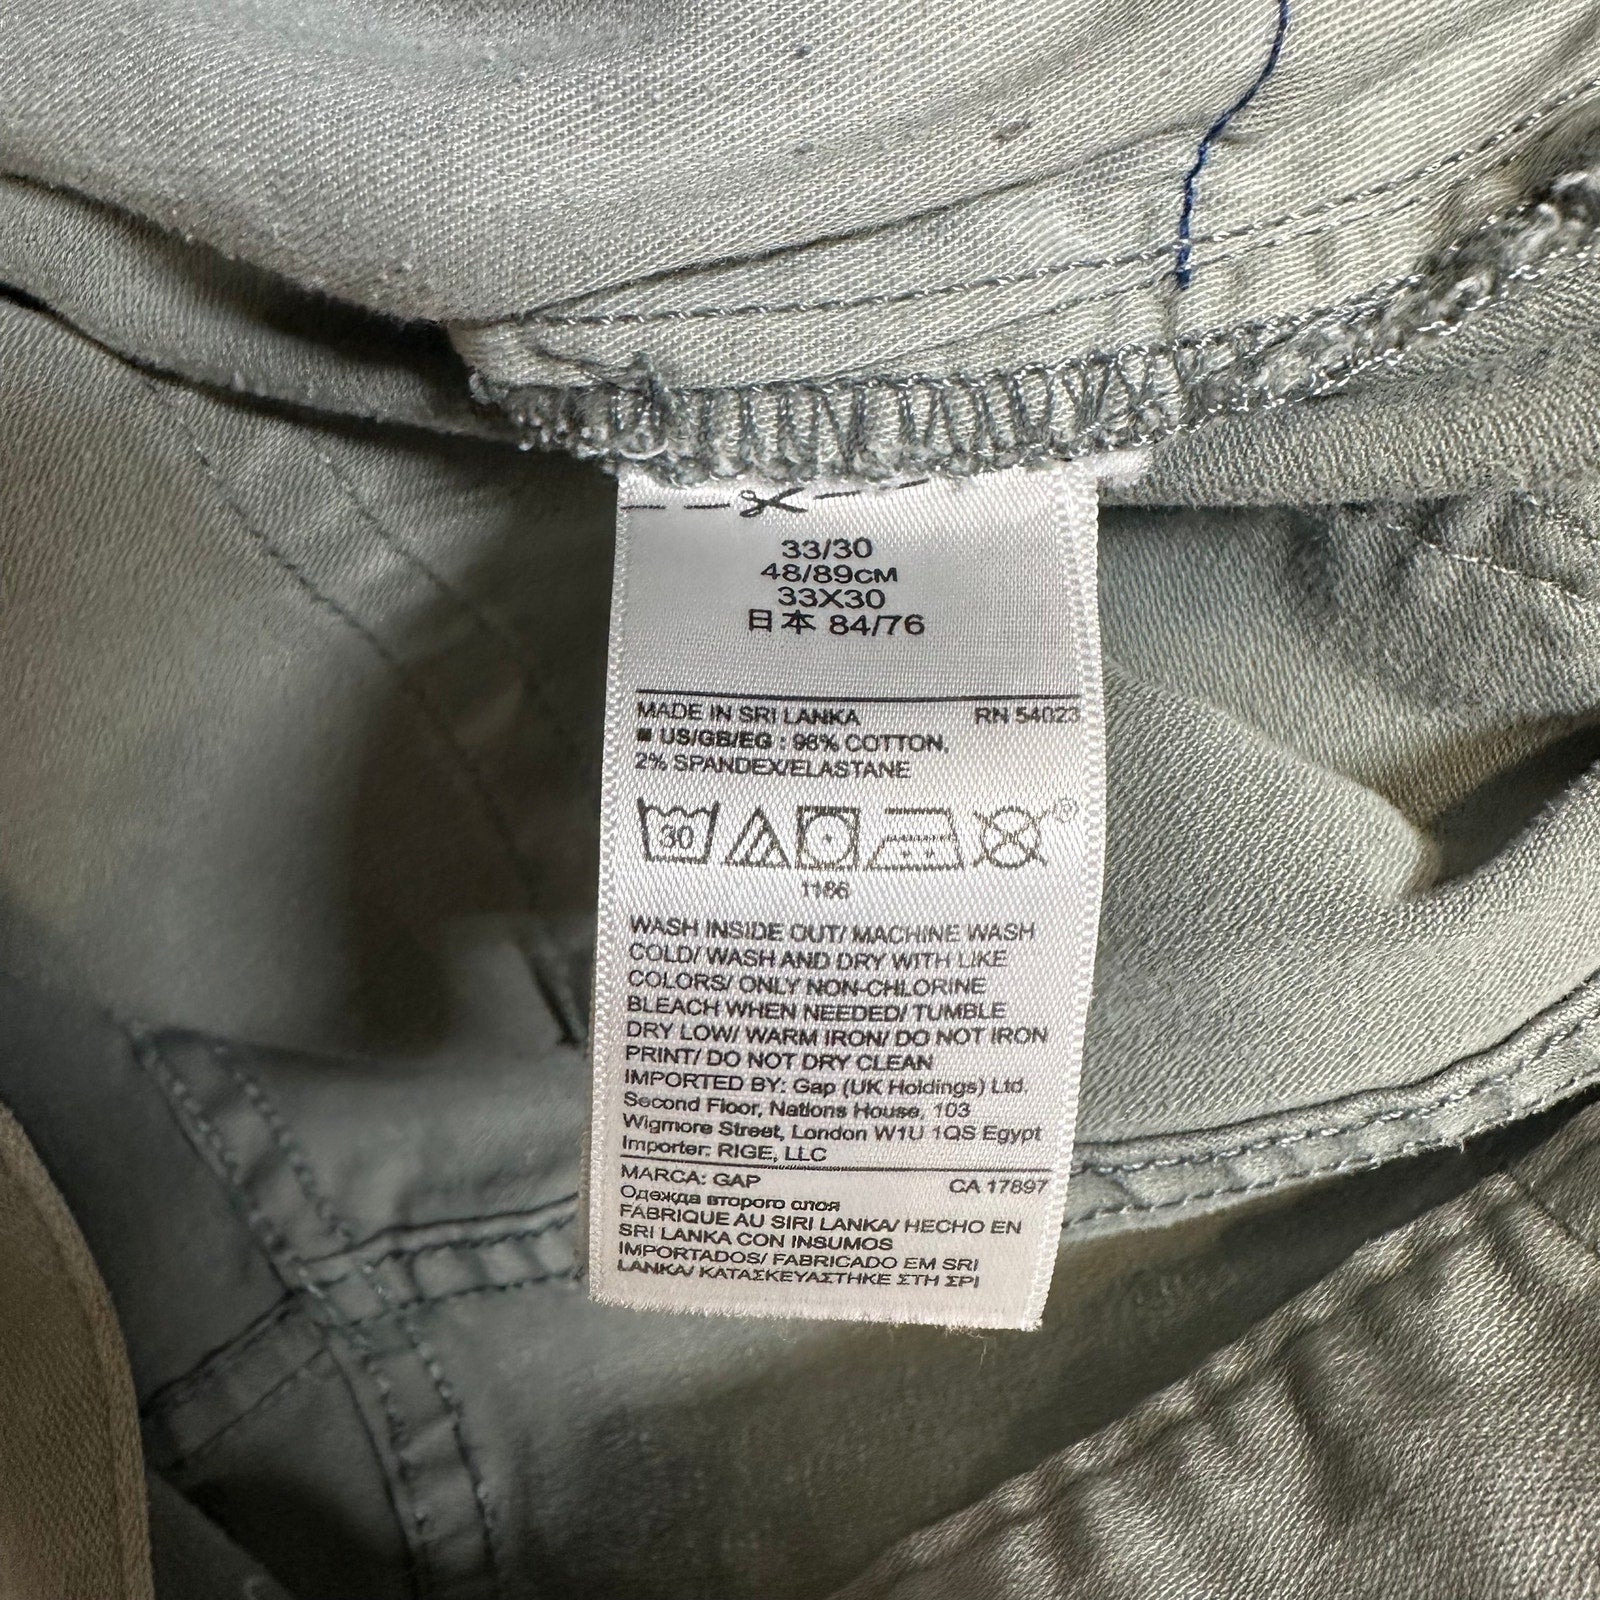 33/30
48/89CM
33X30
日本 84/76
MADE IN SRI LANKA RN 54023
US/GB/EG : 98% COTTON,
2% SPANDEX/ELASTANE
30
1186
WASH INSIDE OUT/ MACHINE WASH
COLD/ WASH AND DRY WITH LIKE
COLORS/ ONLY NON-CHLORINE
BLEACH WHEN NEEDED/ TUMBLE
DRY LOW/ WARM IRON/ DO NOT IRON
PRINT/ DO NOT DRY CLEAN
IMPORTED BY: Gap (UK Holdings) Ltd.
Second Floor, Nations House, 103
Wigmore Street, London W1U 1QS Egypt
Importer: RIGE, LLC
MARCA: GAP CA 17897
Одежда второго слоя
FABRIQUE AU SIRI LANKA/ HECHO EN
SRI LANKA CON INSUMOS
IMPORTADOS/ FABRICADO EM SRI
LANKA/ ΚΑΤΑΣΚΕΥΑΣΤΗΚΕ ΣΤΗ ΣΡΙ